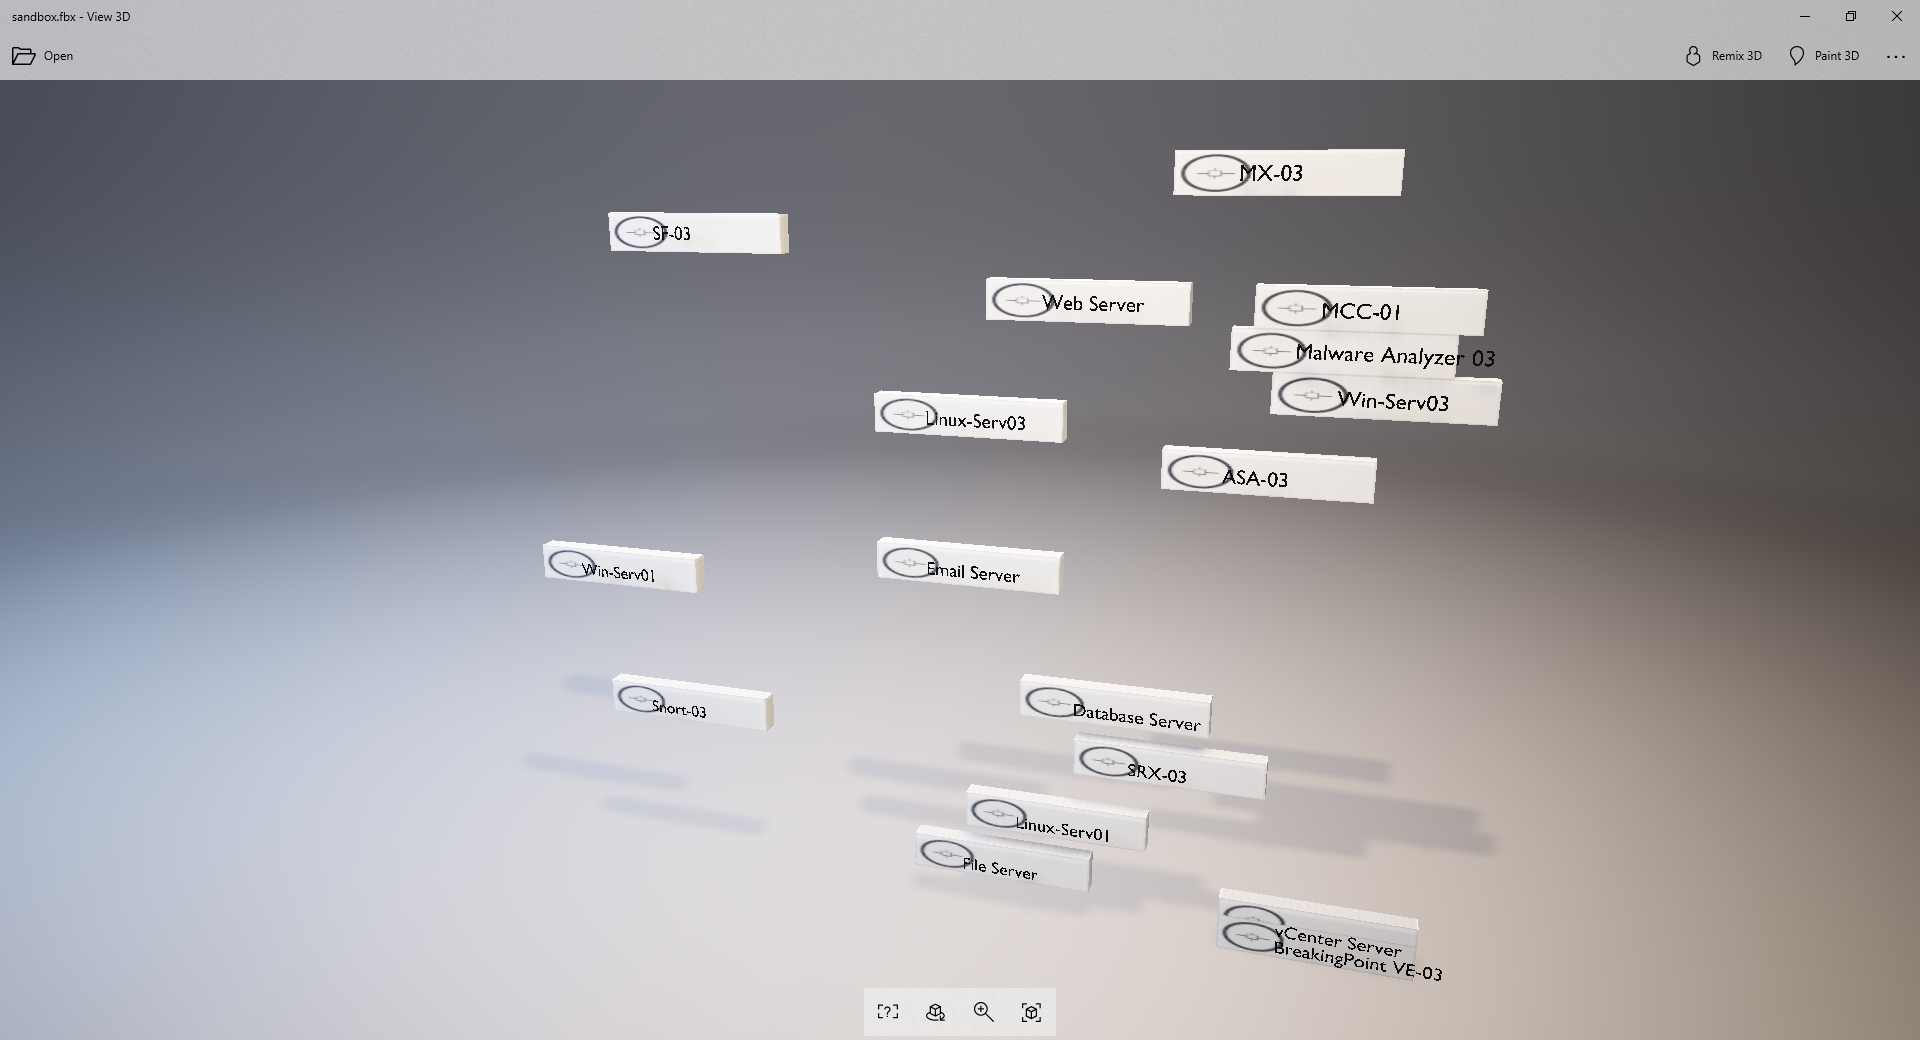 sandbox.fbx - View 3D
Open
Remix 3D
Paint 3D
MX-03
SF-03
Web Server
MCC-01
Malware Analyzer 03
Win-Serv03
Linux-Serv03
ASA-03
Win-Serv01
Email Server
Snort-03
Database Server
SRX-03
Linux-Serv01
File Server
vCenter Server
BreakingPoint VE-03